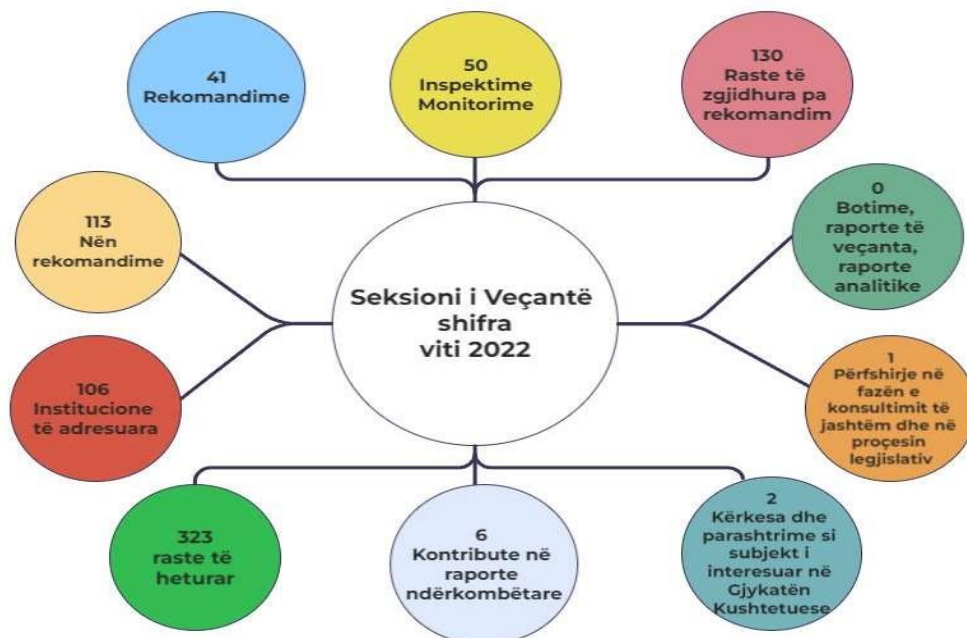 41
Rekomandime
50
Inspektime
Monitorime
130
Raste të
zgjidhura pa
rekomandim
113
Nën
rekomandime
Seksioni i Veçantë
shifra
viti 2022
0
Botime,
raporte të
veçanta,
raporte
analitike
106
Institucione
të adresuara
1
Përfshirje në
fazën e
konsultimit të
jashtëm dhe në
proçesin
legjislativ
323
raste të
heturar
6
Kontribute në
raporte
ndërkombëtare
2
Kërkesa dhe
parashtrime si
subjekt i
interesuar në
Gjykatën
Kushtetuese